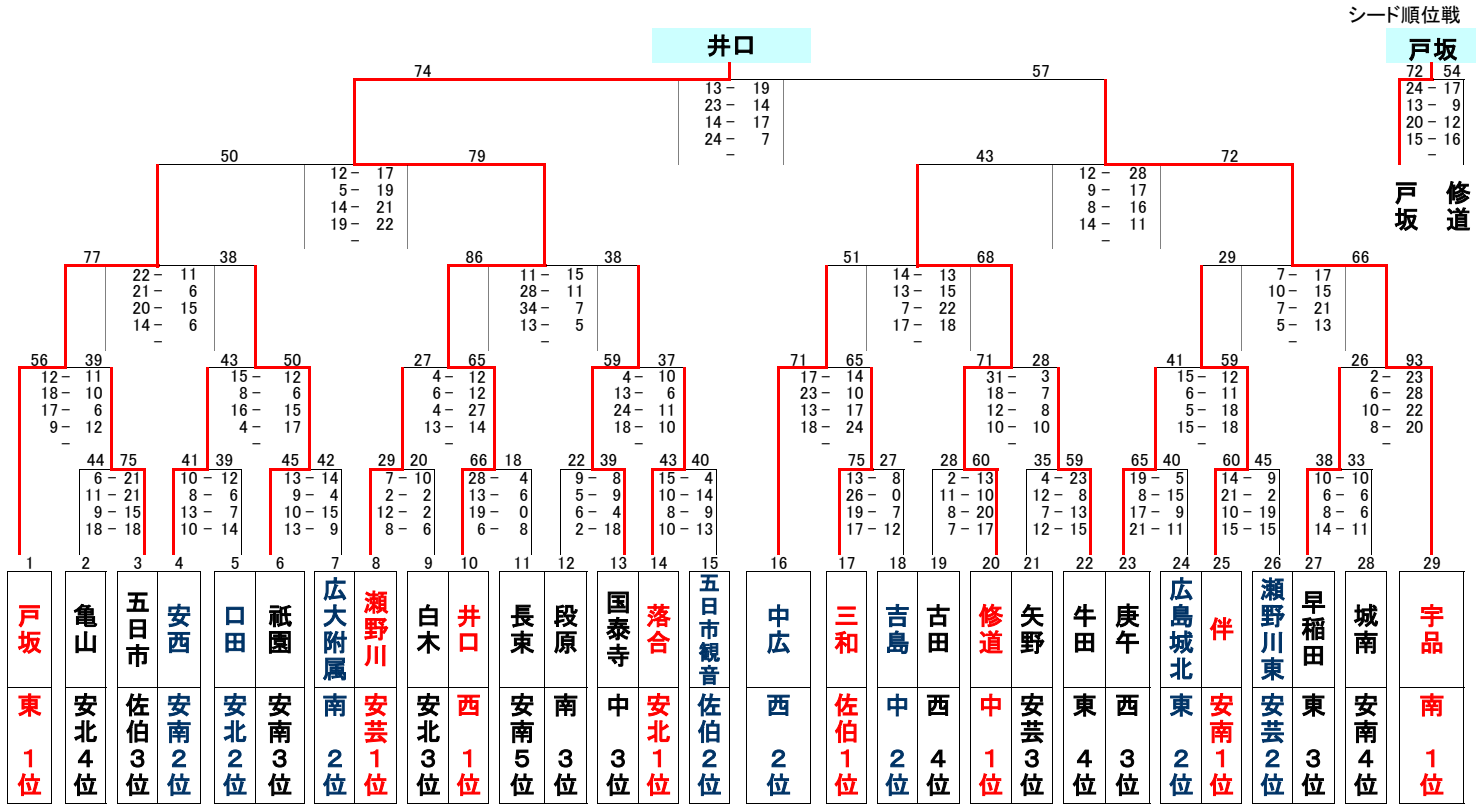 シード順位戦
井口 戸坂
74 57 72 54
13 - 19 24 - 17
23 - 14 13 - 9
14 - 17 20 - 12
24 - 7 15 - 16
- -
戸坂 修道
50 79 43 72
12 - 17 12 - 28
5 - 19 9 - 17
14 - 21 8 - 16
19 - 22 14 - 11
- -
77 38 86 38 51 68 29 66
22 - 11 11 - 15 14 - 13 7 - 17
21 - 6 28 - 11 13 - 15 10 - 15
20 - 15 34 - 7 7 - 22 7 - 21
14 - 6 13 - 5 17 - 18 5 - 13
- - - -
56 39 43 50 27 65 59 37 71 65 71 28 41 59 26 93
12 - 11 15 - 12 4 - 12 4 - 10 17 - 14 31 - 3 15 - 12 2 - 23
18 - 10 8 - 6 6 - 12 13 - 6 23 - 10 18 - 7 6 - 11 6 - 28
17 - 6 16 - 15 4 - 27 24 - 11 13 - 17 12 - 8 5 - 18 10 - 22
9 - 12 4 - 17 13 - 14 18 - 10 18 - 24 10 - 10 15 - 18 8 - 20
- - - - - - - -
44 75 41 39 45 42 29 20 66 18 22 39 43 40 75 27 28 60 35 59 65 40 60 45 38 33
6 - 21 10 - 12 13 - 14 7 - 10 28 - 4 9 - 8 15 - 4 13 - 8 2 - 13 4 - 23 19 - 5 14 - 9 10 - 10
11 - 21 8 - 6 9 - 4 2 - 2 13 - 6 5 - 9 10 - 14 26 - 0 11 - 10 12 - 8 8 - 15 21 - 2 6 - 6
9 - 15 13 - 7 10 - 15 12 - 2 19 - 0 6 - 4 8 - 9 19 - 7 8 - 20 7 - 13 17 - 9 10 - 19 8 - 6
18 - 18 10 - 14 13 - 9 8 - 6 6 - 8 2 - 18 10 - 13 17 - 12 7 - 17 12 - 15 21 - 11 15 - 15 14 - 11
1 2 3 4 5 6 7 8 9 10 11 12 13 14 15 16 17 18 19 20 21 22 23 24 25 26 27 28 29
戸坂 亀山 五日市 安西 口田 祇園 広大附属 瀬野川 白木 井口 長束 段原 国泰寺 落合 五日市観音 中広 三和 吉島 古田 修道 矢野 牛田 庚午 広島城北 伴 瀬野川東 早稲田 城南 宇品
東１位 安北４位 佐伯３位 安南２位 安北２位 安南３位 南２位 安芸１位 安北３位 西１位 安南５位 南３位 中３位 安北１位 佐伯２位 西２位 佐伯１位 中２位 西４位 中１位 安芸３位 東４位 西３位 東２位 安南１位 安芸２位 東３位 安南４位 南１位